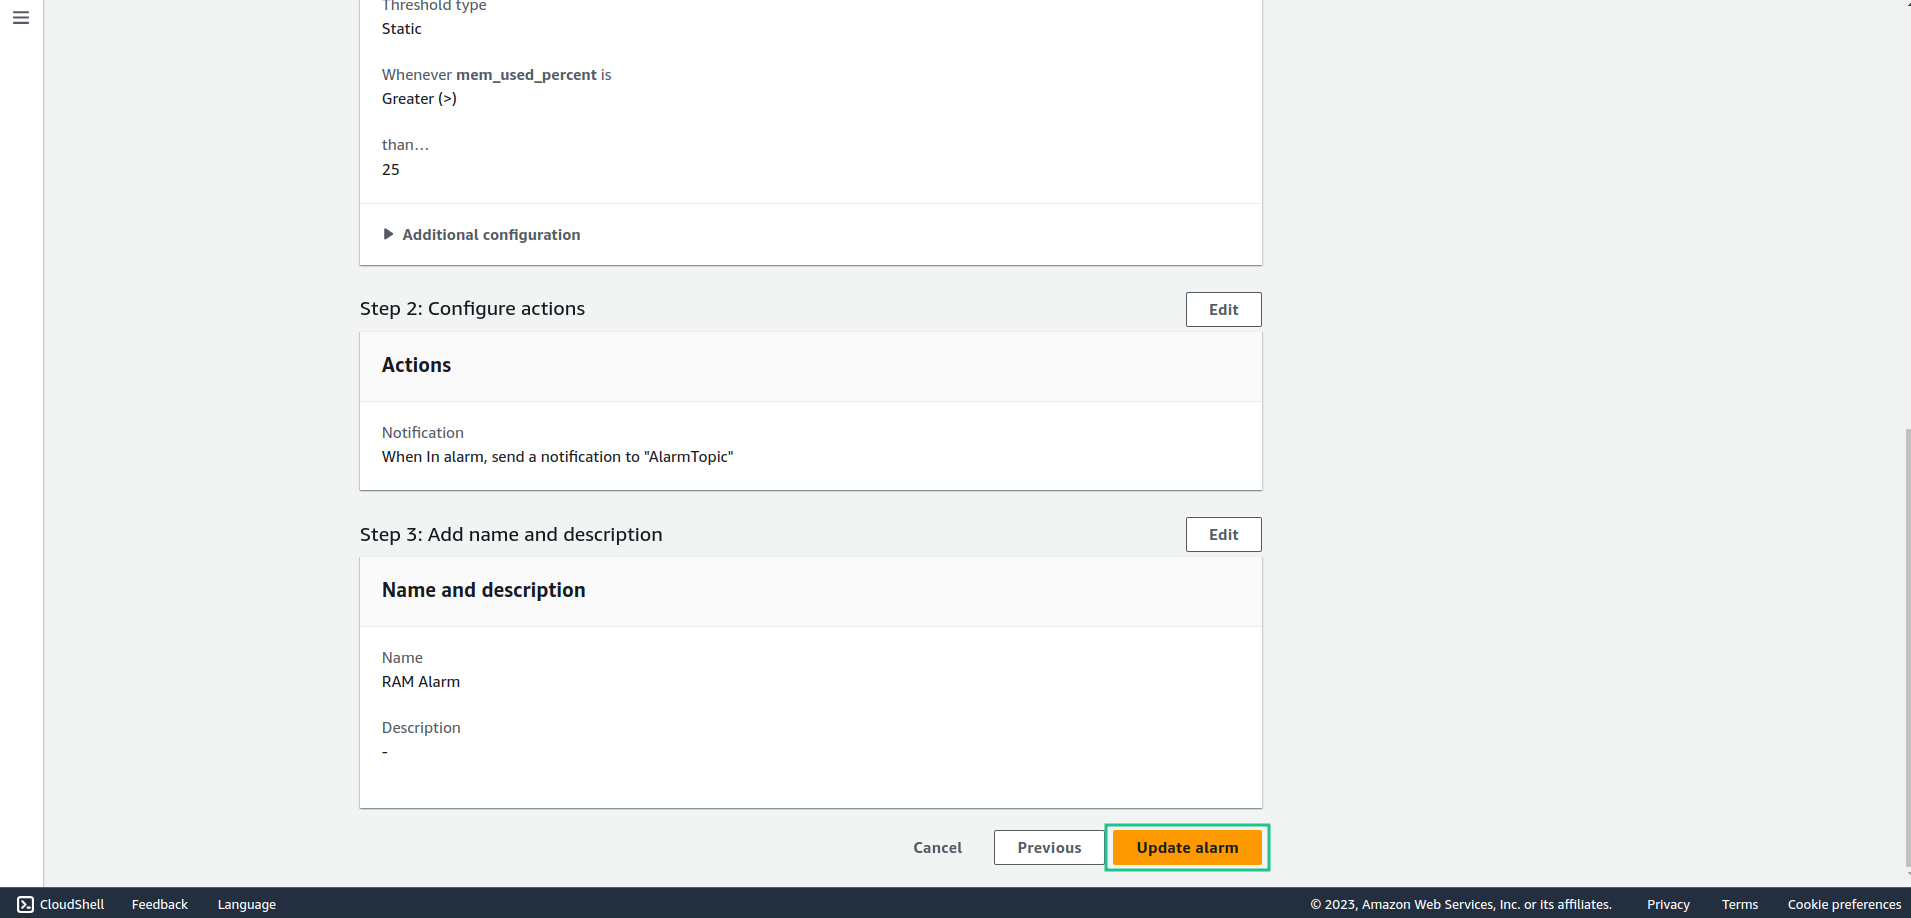 Threshold type
Static
Whenever mem_used_percent is
Greater (>)
than…
25
Additional configuration
Step 2: Configure actions
Edit
Actions
Notification
When In alarm, send a notification to "AlarmTopic"
Step 3: Add name and description
Edit
Name and description
Name
RAM Alarm
Description
-
Cancel
Previous
Update alarm
CloudShell
Feedback
Language
© 2023, Amazon Web Services, Inc. or its affiliates.
Privacy
Terms
Cookie preferences